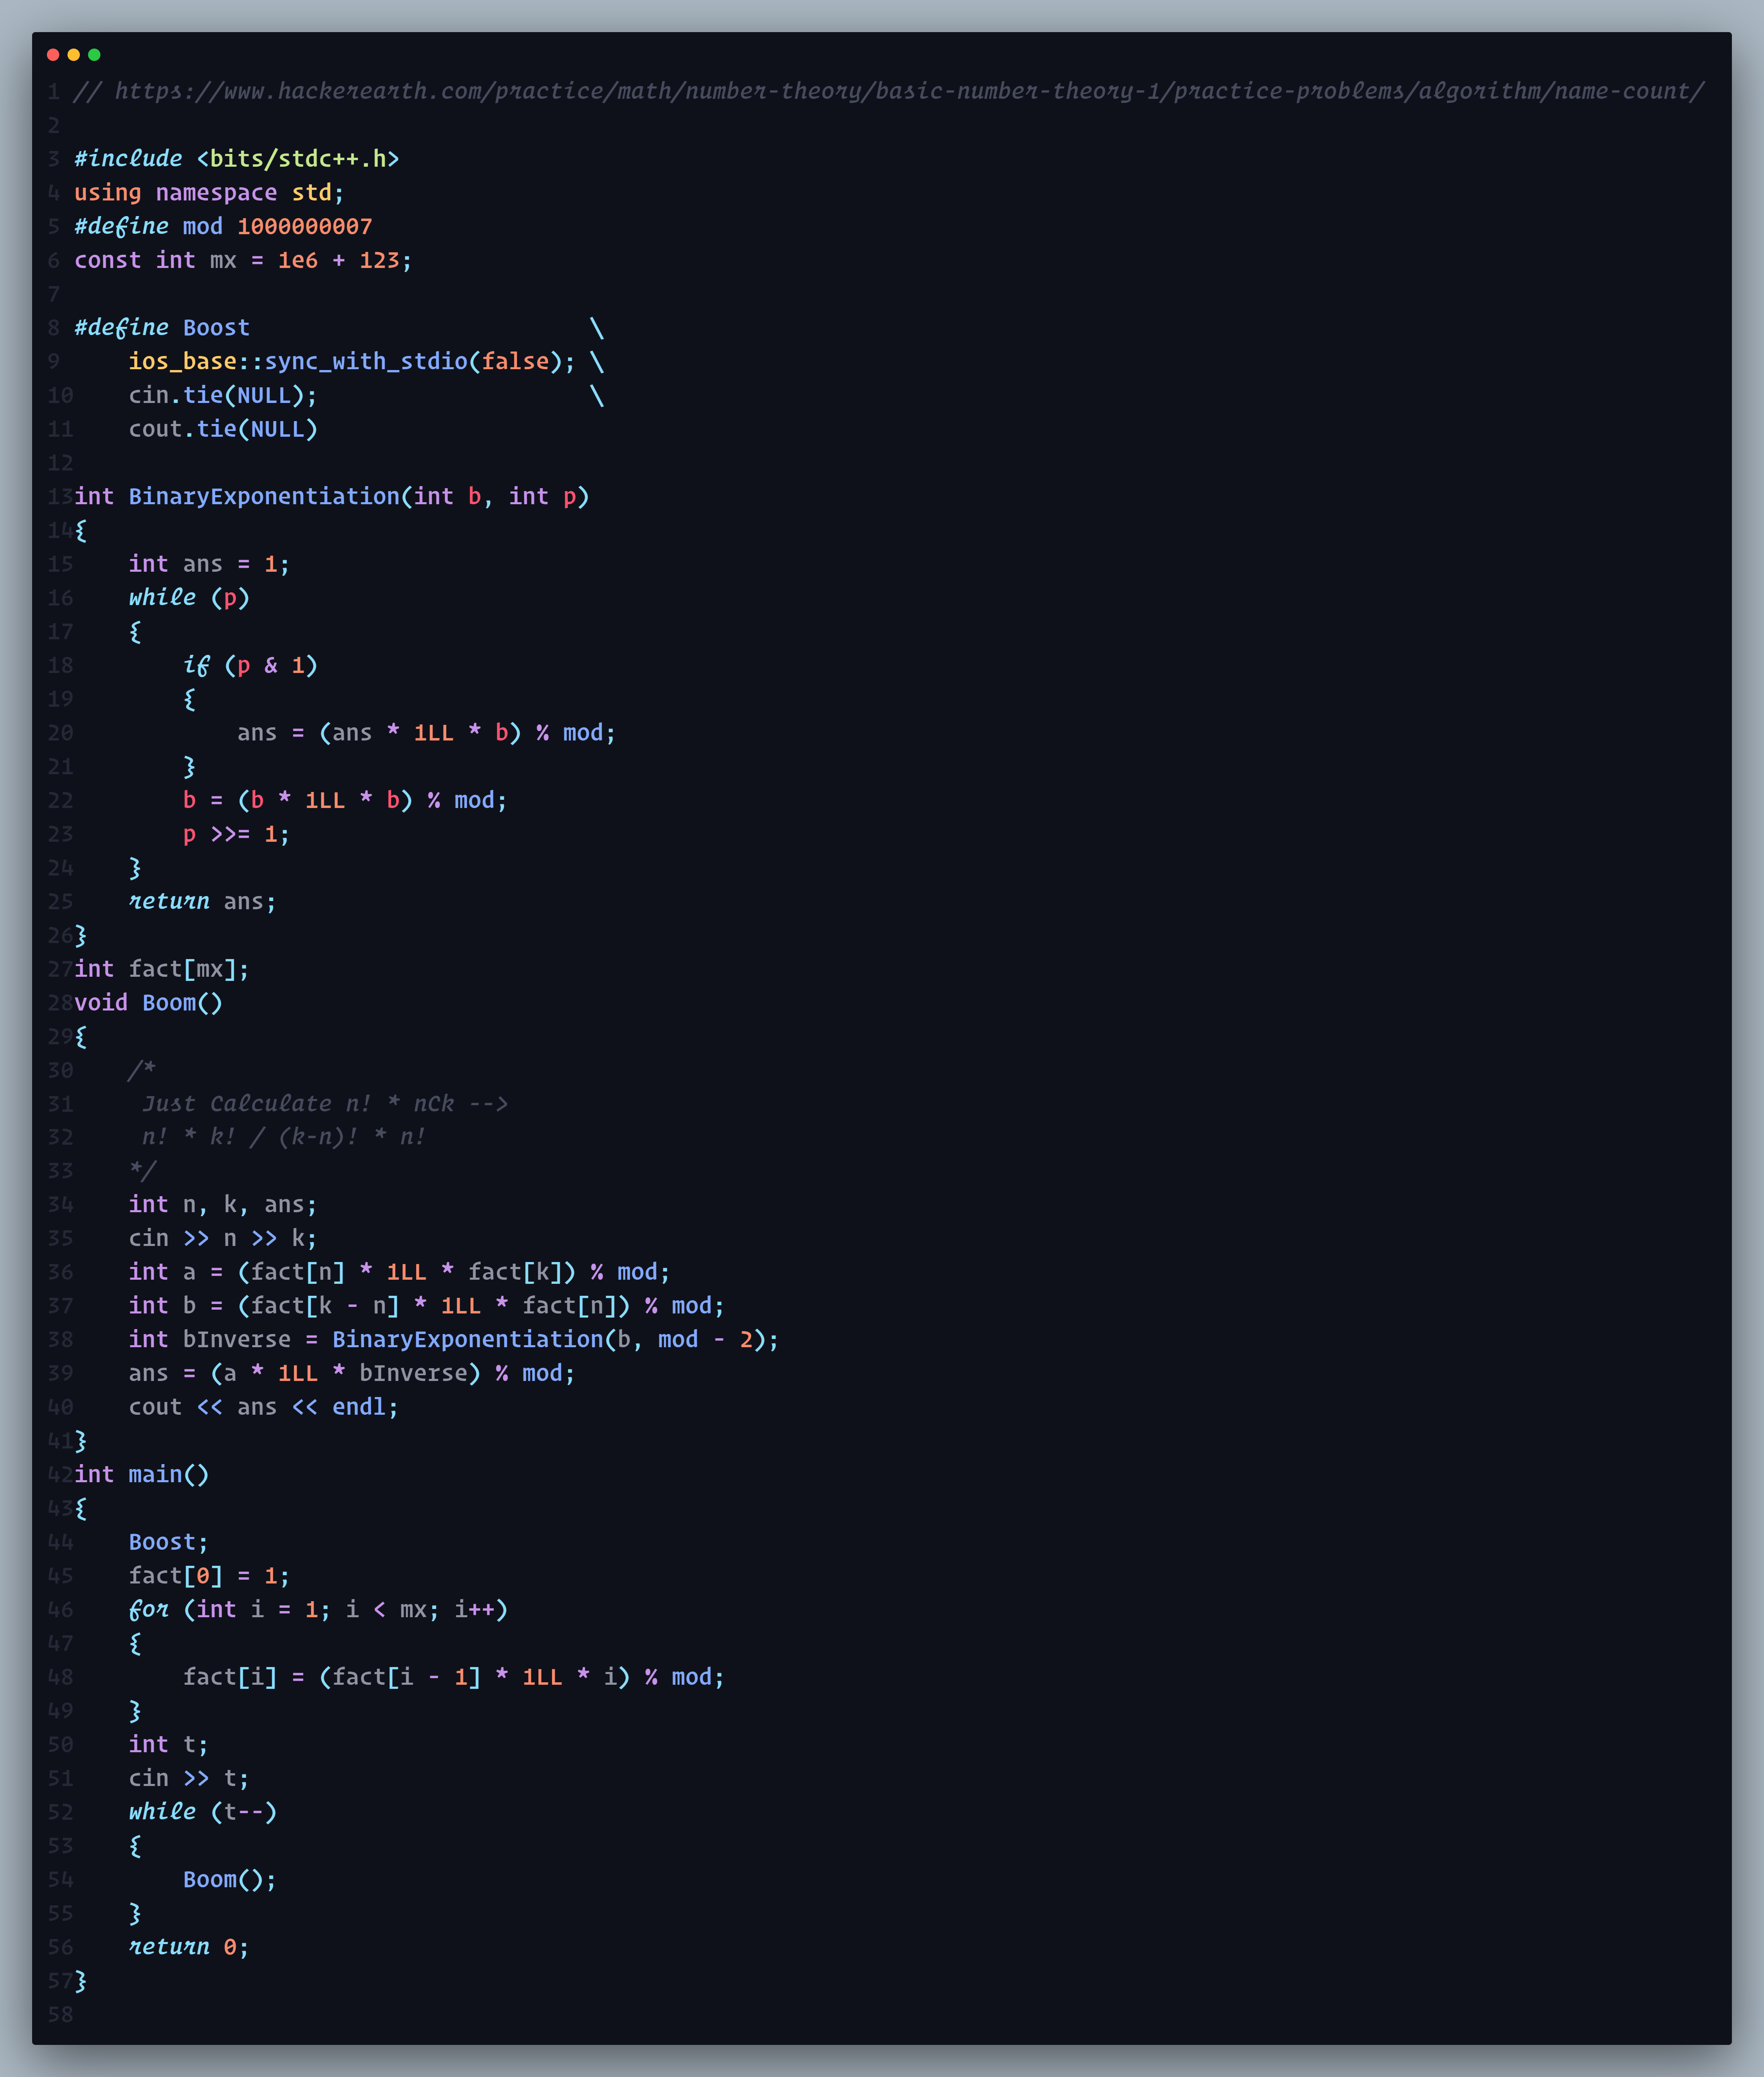 1 // https://www.hackerearth.com/practice/math/number-theory/basic-number-theory-1/practice-problems/algorithm/name-count/
2
3 #include <bits/stdc++.h>
4 using namespace std;
5 #define mod 1000000007
6 const int mx = 1e6 + 123;
7
8 #define Boost                         \
9     ios_base::sync_with_stdio(false); \
10    cin.tie(NULL);                    \
11    cout.tie(NULL)
12
13int BinaryExponentiation(int b, int p)
14{
15    int ans = 1;
16    while (p)
17    {
18        if (p & 1)
19        {
20            ans = (ans * 1LL * b) % mod;
21        }
22        b = (b * 1LL * b) % mod;
23        p >>= 1;
24    }
25    return ans;
26}
27int fact[mx];
28void Boom()
29{
30    /*
31     Just Calculate n! * nCk -->
32     n! * k! / (k-n)! * n!
33    */
34    int n, k, ans;
35    cin >> n >> k;
36    int a = (fact[n] * 1LL * fact[k]) % mod;
37    int b = (fact[k - n] * 1LL * fact[n]) % mod;
38    int bInverse = BinaryExponentiation(b, mod - 2);
39    ans = (a * 1LL * bInverse) % mod;
40    cout << ans << endl;
41}
42int main()
43{
44    Boost;
45    fact[0] = 1;
46    for (int i = 1; i < mx; i++)
47    {
48        fact[i] = (fact[i - 1] * 1LL * i) % mod;
49    }
50    int t;
51    cin >> t;
52    while (t--)
53    {
54        Boom();
55    }
56    return 0;
57}
58